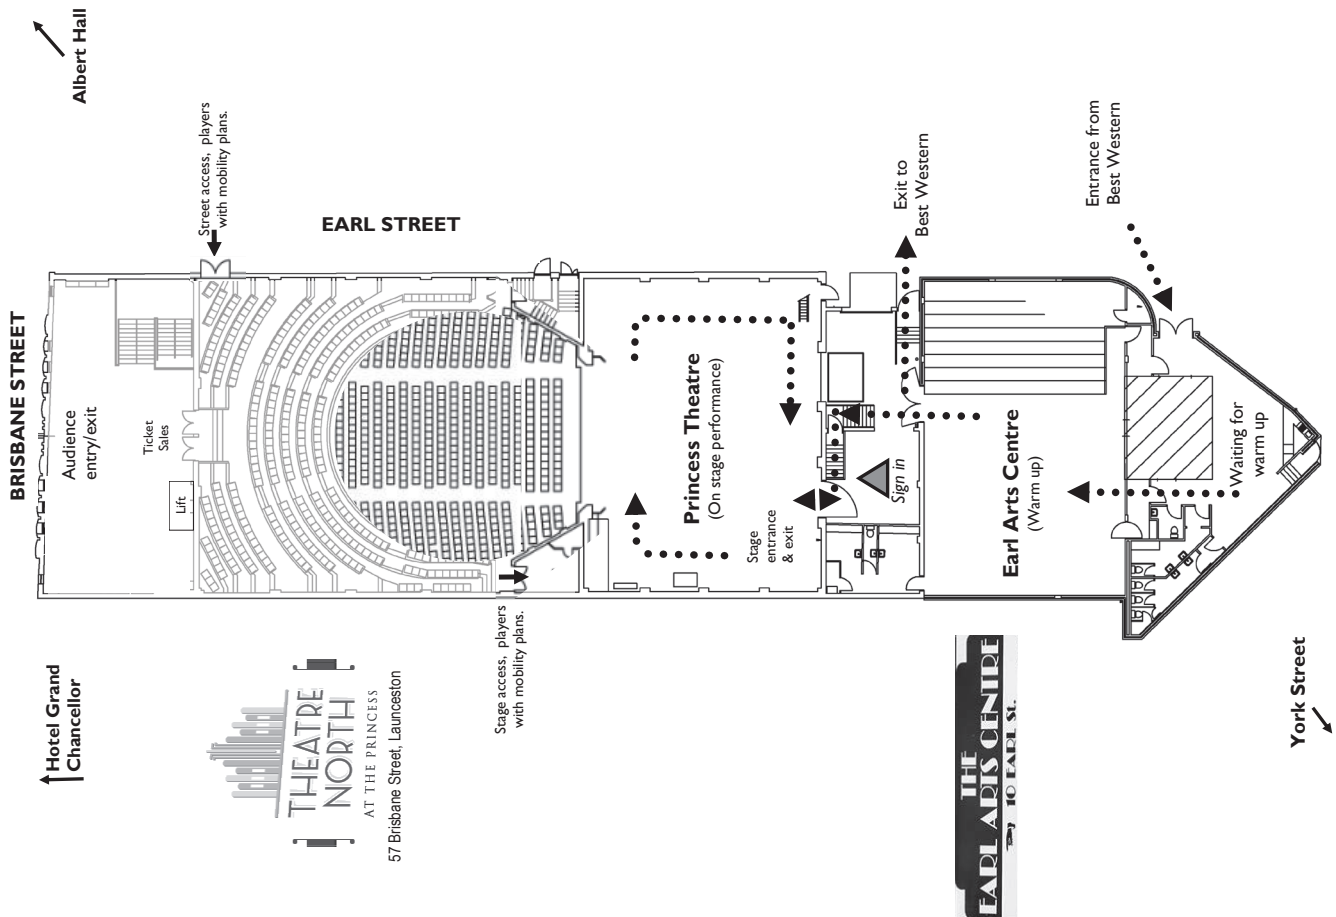 Albert Hall
Street access, players
with mobility plans.
EARL STREET
BRISBANE STREET
Audience
entry/exit
Ticket
Sales
Lift
Exit to
Best Western
Entrance from
Best Western
Princess Theatre
(On stage performance)
Stage
entrance
& exit
Sign in
Earl Arts Centre
(Warm up)
Waiting for
warm up
Stage access, players
with mobility plans.
Hotel Grand
Chancellor
THEATRE
NORTH
AT THE PRINCESS
57 Brisbane Street, Launceston
THE
EARL ARTS CENTRE
10 EARL St.
York Street